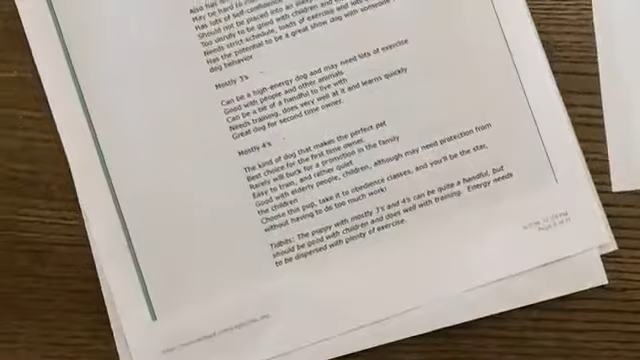 Also has
May be hard to
Has lots of self-confidence
Should not be placed into an
Too unruly to be good with children and
Needs strict schedule, loads of exercise and lots
Has the potential to be a great show dog with someone
dog behavior.
Mostly 3's
Can be a high-energy dog and may need lots of exercise
Good with people and other animals
Can be a bit of a handful to live with
Needs training, does very well at it and learns quickly
Great dog for second time owner.
Mostly 4's
The kind of dog that makes the perfect pet
Best choice for the first time owner.
Rarely will buck for a promotion in the family
Easy to train, and rather quiet
Good with elderly people, children, although may need protection from
the children
Choose this pup, take it to obedience classes, and you'll be the star,
without having to do too much work!
Tidbits: The puppy with mostly 3's and 4's can be quite a handful, but
should be good with children and does well with training. Energy needs
to be dispersed with plenty of exercise.